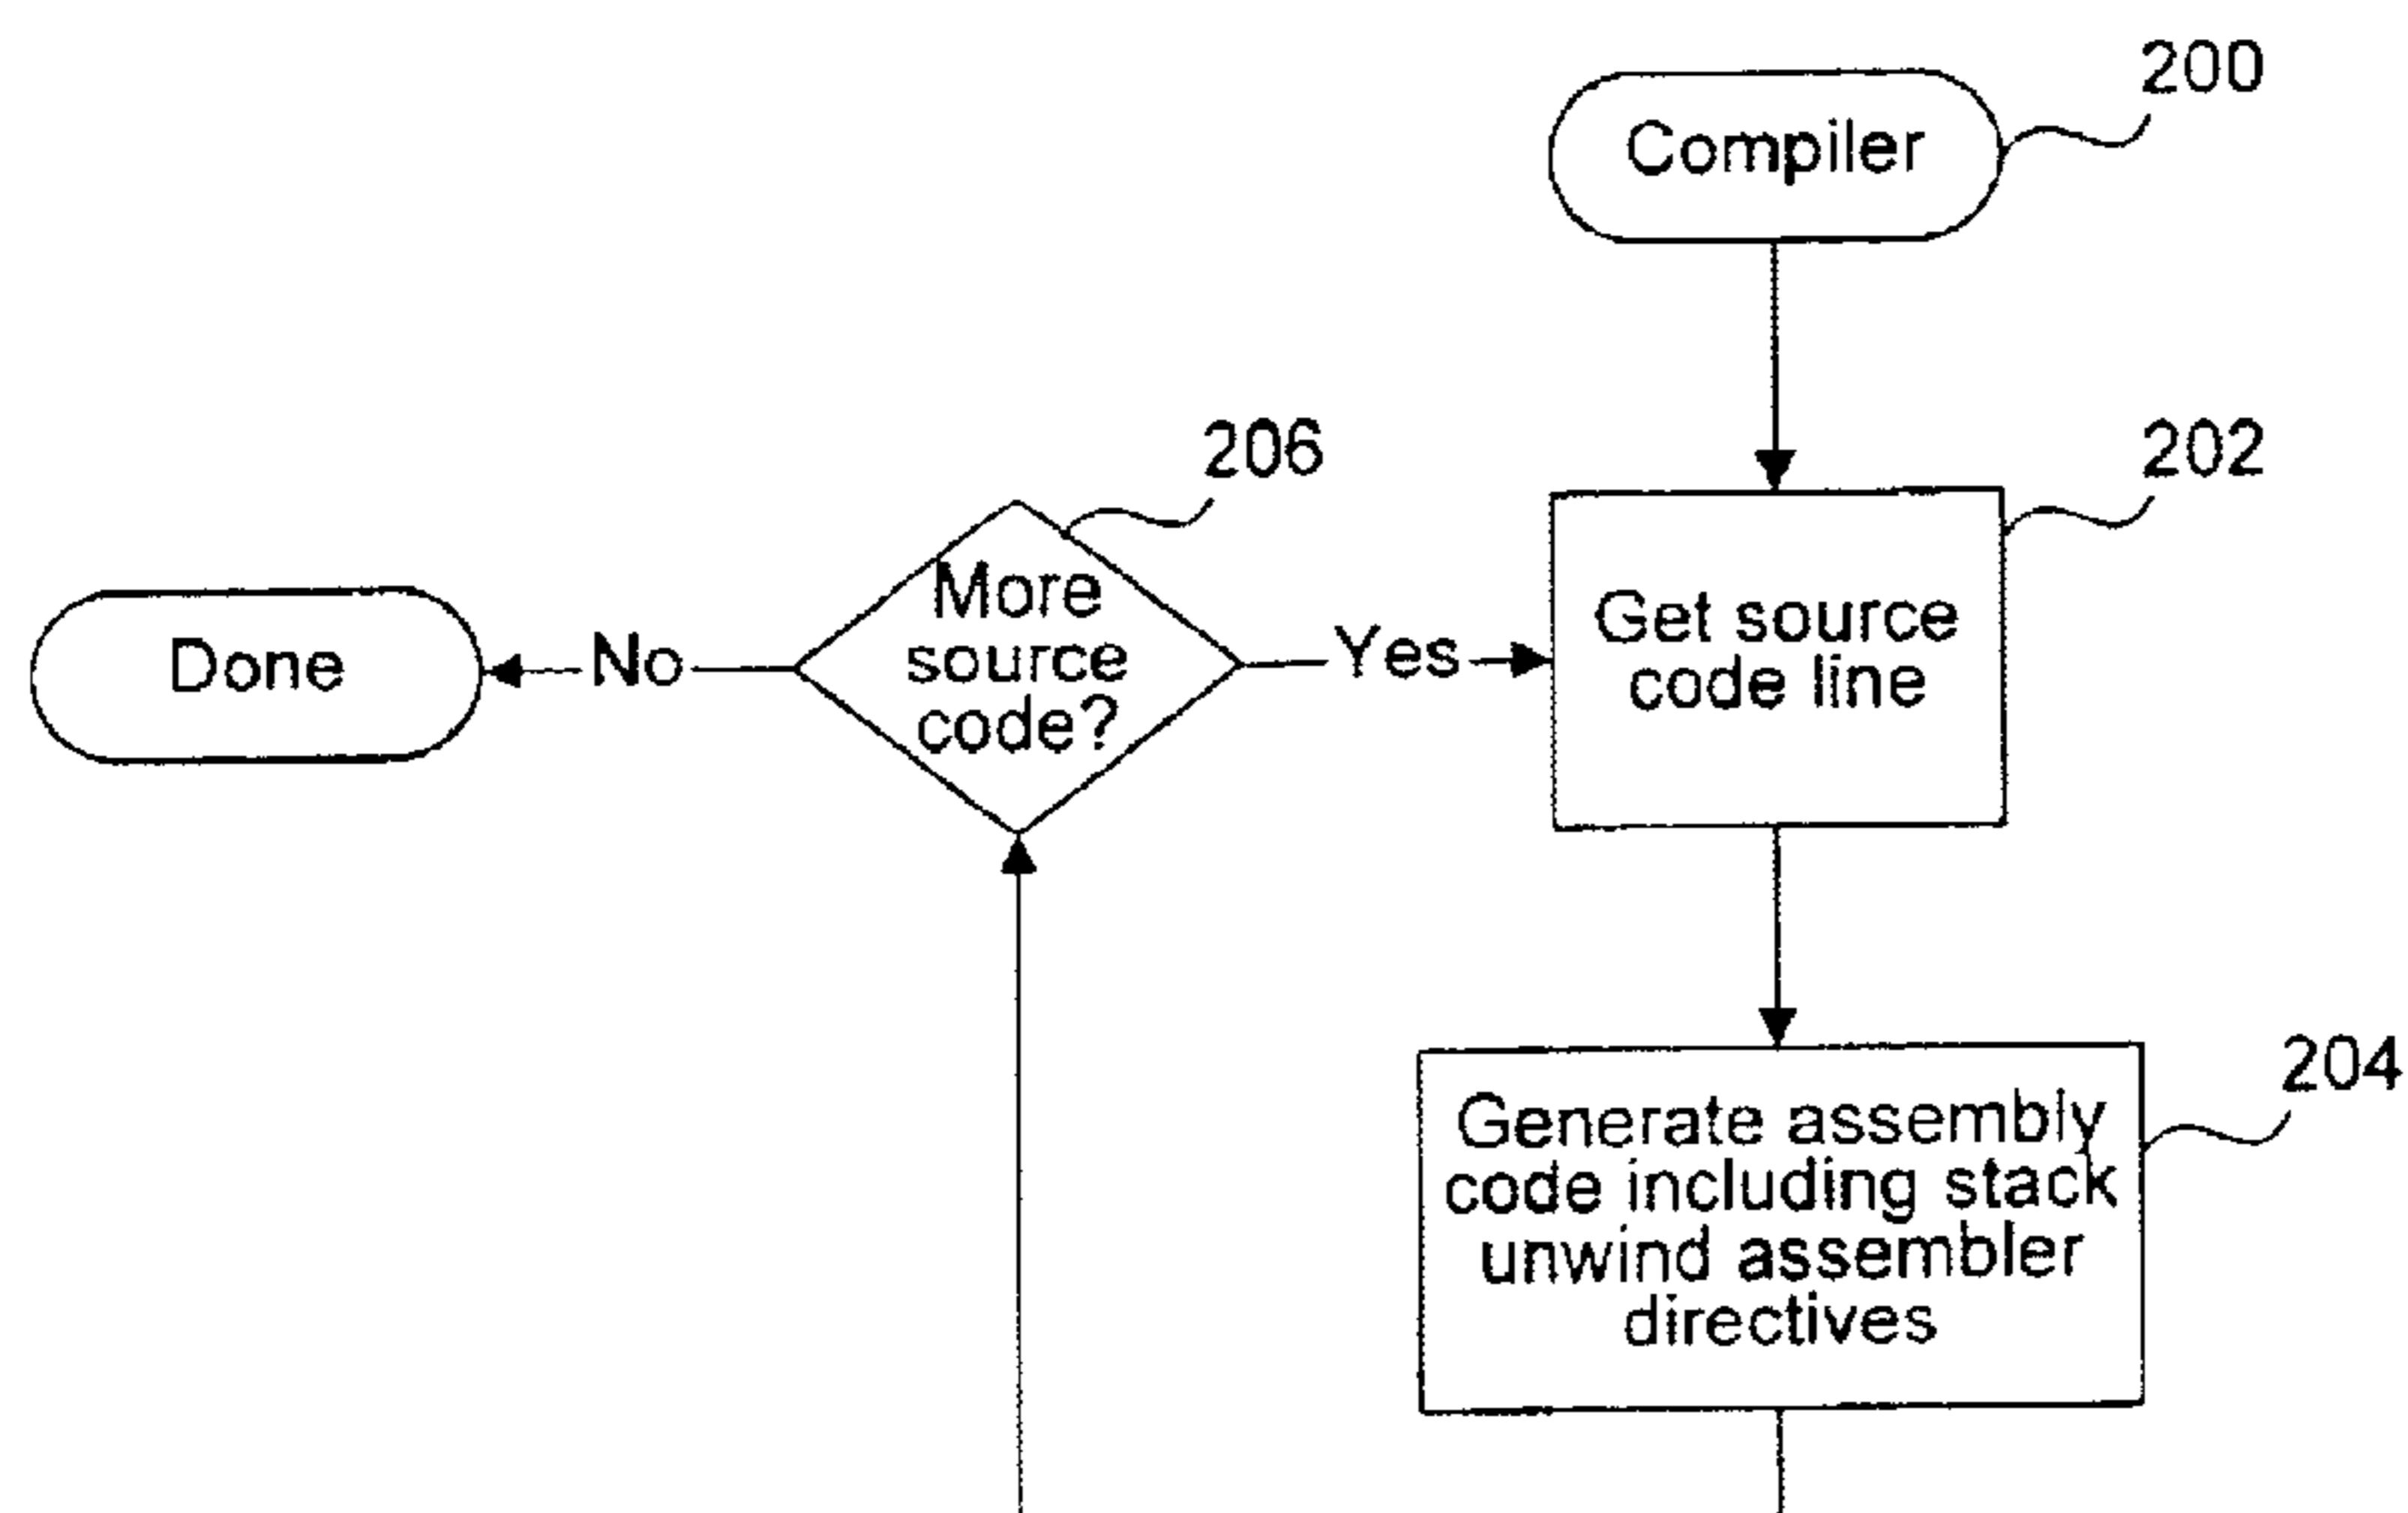 200
Compiler
206
202
More
source
code?
Done
No
Yes
Get source
code line
204
Generate assembly
code including stack
unwind assembler
directives